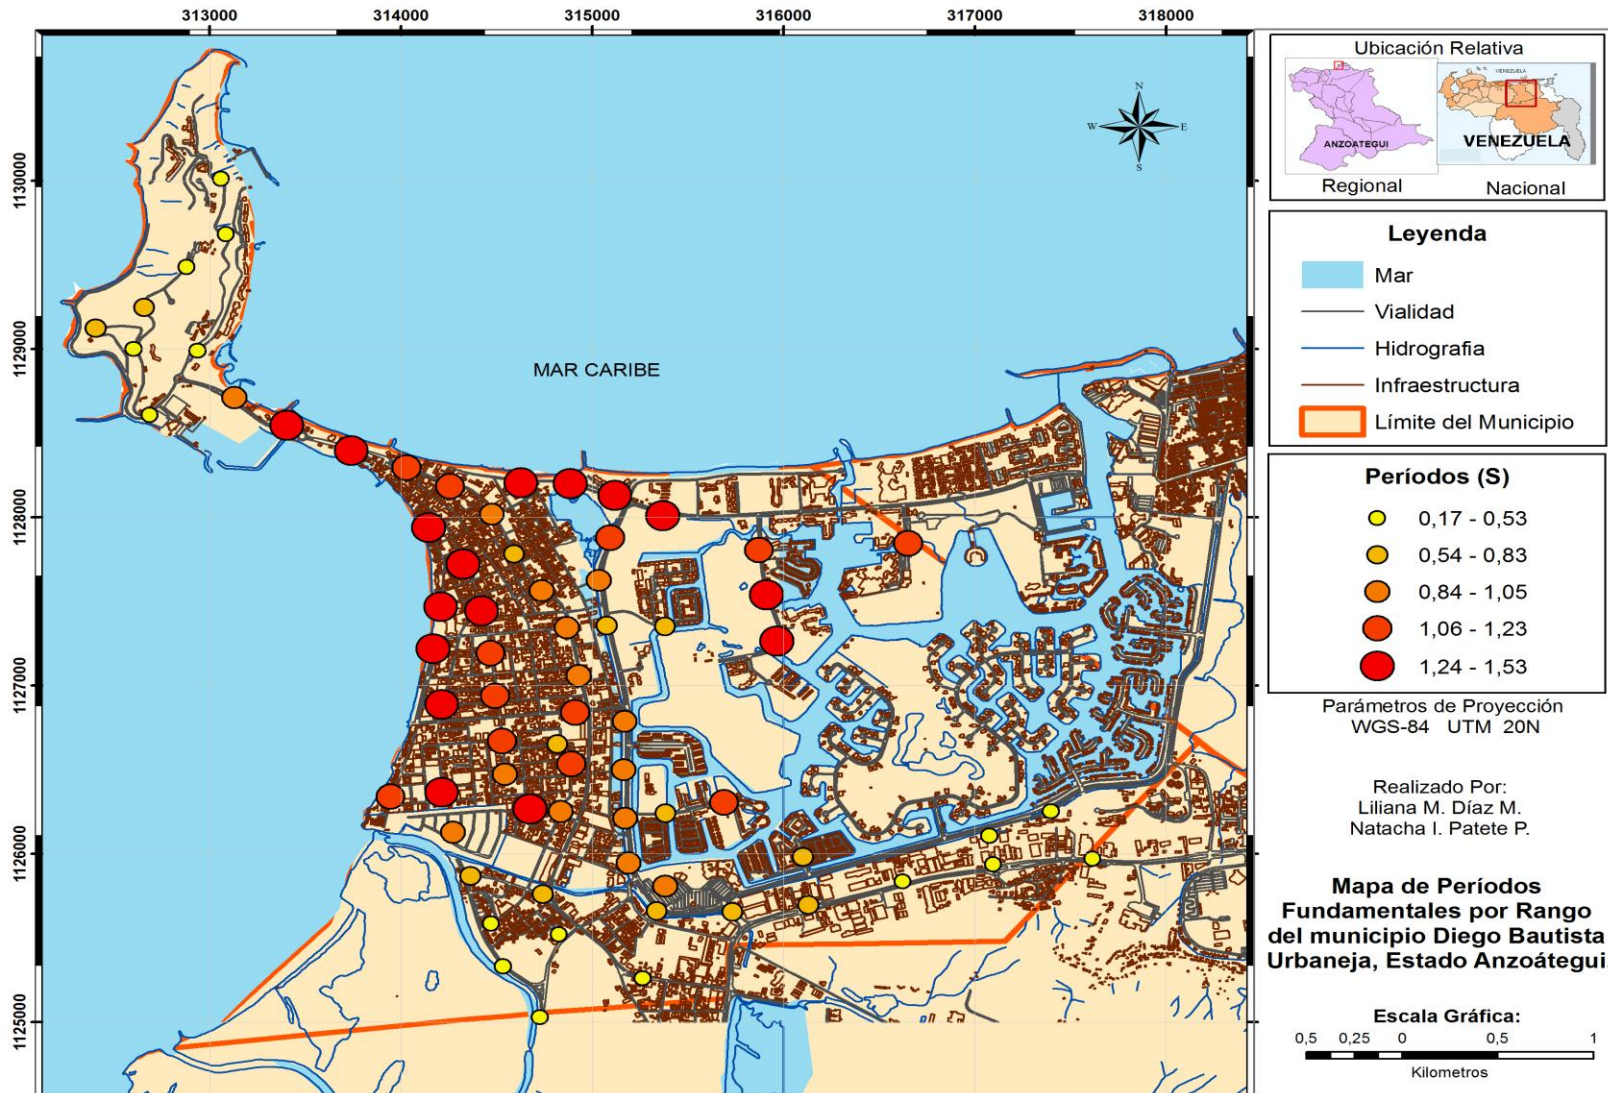 313000 314000 315000 316000 317000 318000
1130000
1129000
1128000
1127000
1126000
1125000
N
W E
S
MAR CARIBE
Ubicación Relativa
ANZOATEGUI
VENEZUELA
VENEZUELA
Regional Nacional
Leyenda
Mar
Vialidad
Hidrografia
Infraestructura
Límite del Municipio
Períodos (S)
0,17 - 0,53
0,54 - 0,83
0,84 - 1,05
1,06 - 1,23
1,24 - 1,53
Parámetros de Proyección
WGS-84 UTM 20N
Realizado Por:
Liliana M. Díaz M.
Natacha I. Patete P.
Mapa de Períodos
Fundamentales por Rango
del municipio Diego Bautista
Urbaneja, Estado Anzoátegui.
Escala Gráfica:
0,5 0,25 0 0,5 1
Kilometros